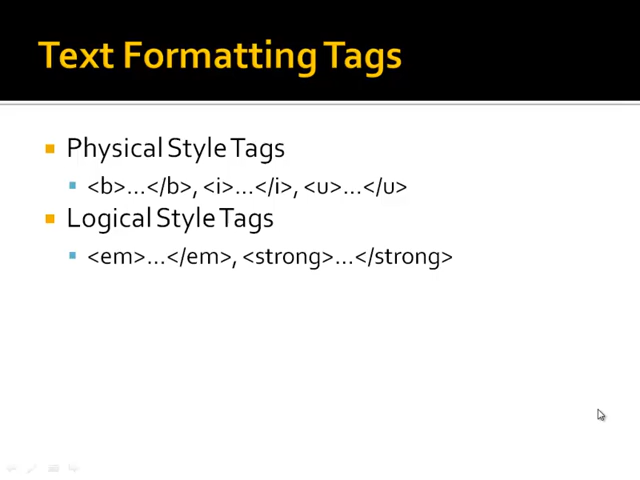 Text Formatting Tags
Physical Style Tags
<b>...</b>, <i>...</i>, <u>...</u>
Logical Style Tags
<em>...</em>, <strong>...</strong>